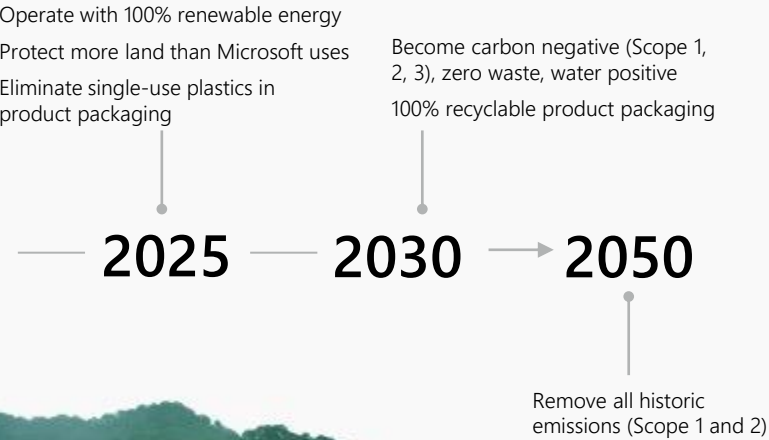 Operate with 100% renewable energy
Protect more land than Microsoft uses
Eliminate single-use plastics in
product packaging
Become carbon negative (Scope 1,
2, 3), zero waste, water positive
100% recyclable product packaging
2025
2030
2050
Remove all historic
emissions (Scope 1 and 2)